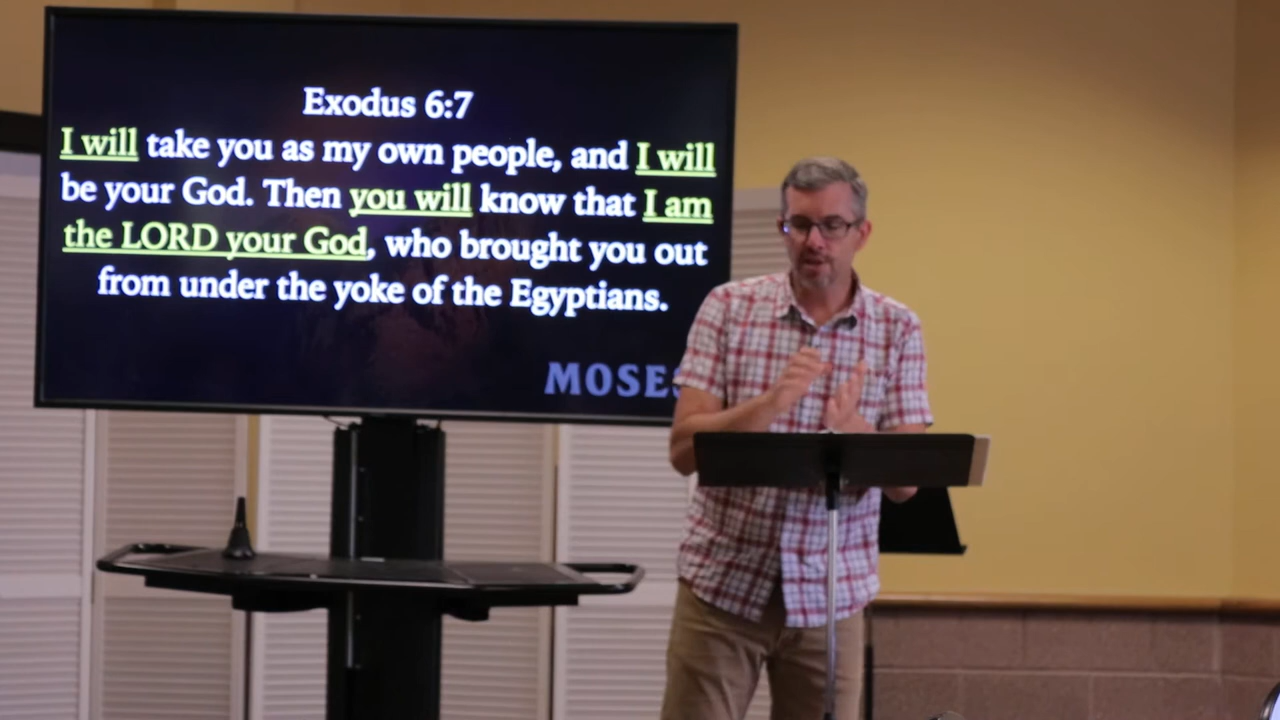 Exodus 6:7
I will take you as my own people, and I will
be your God. Then you will know that I am
the LORD your God, who brought you out
from under the yoke of the Egyptians.
MOSES